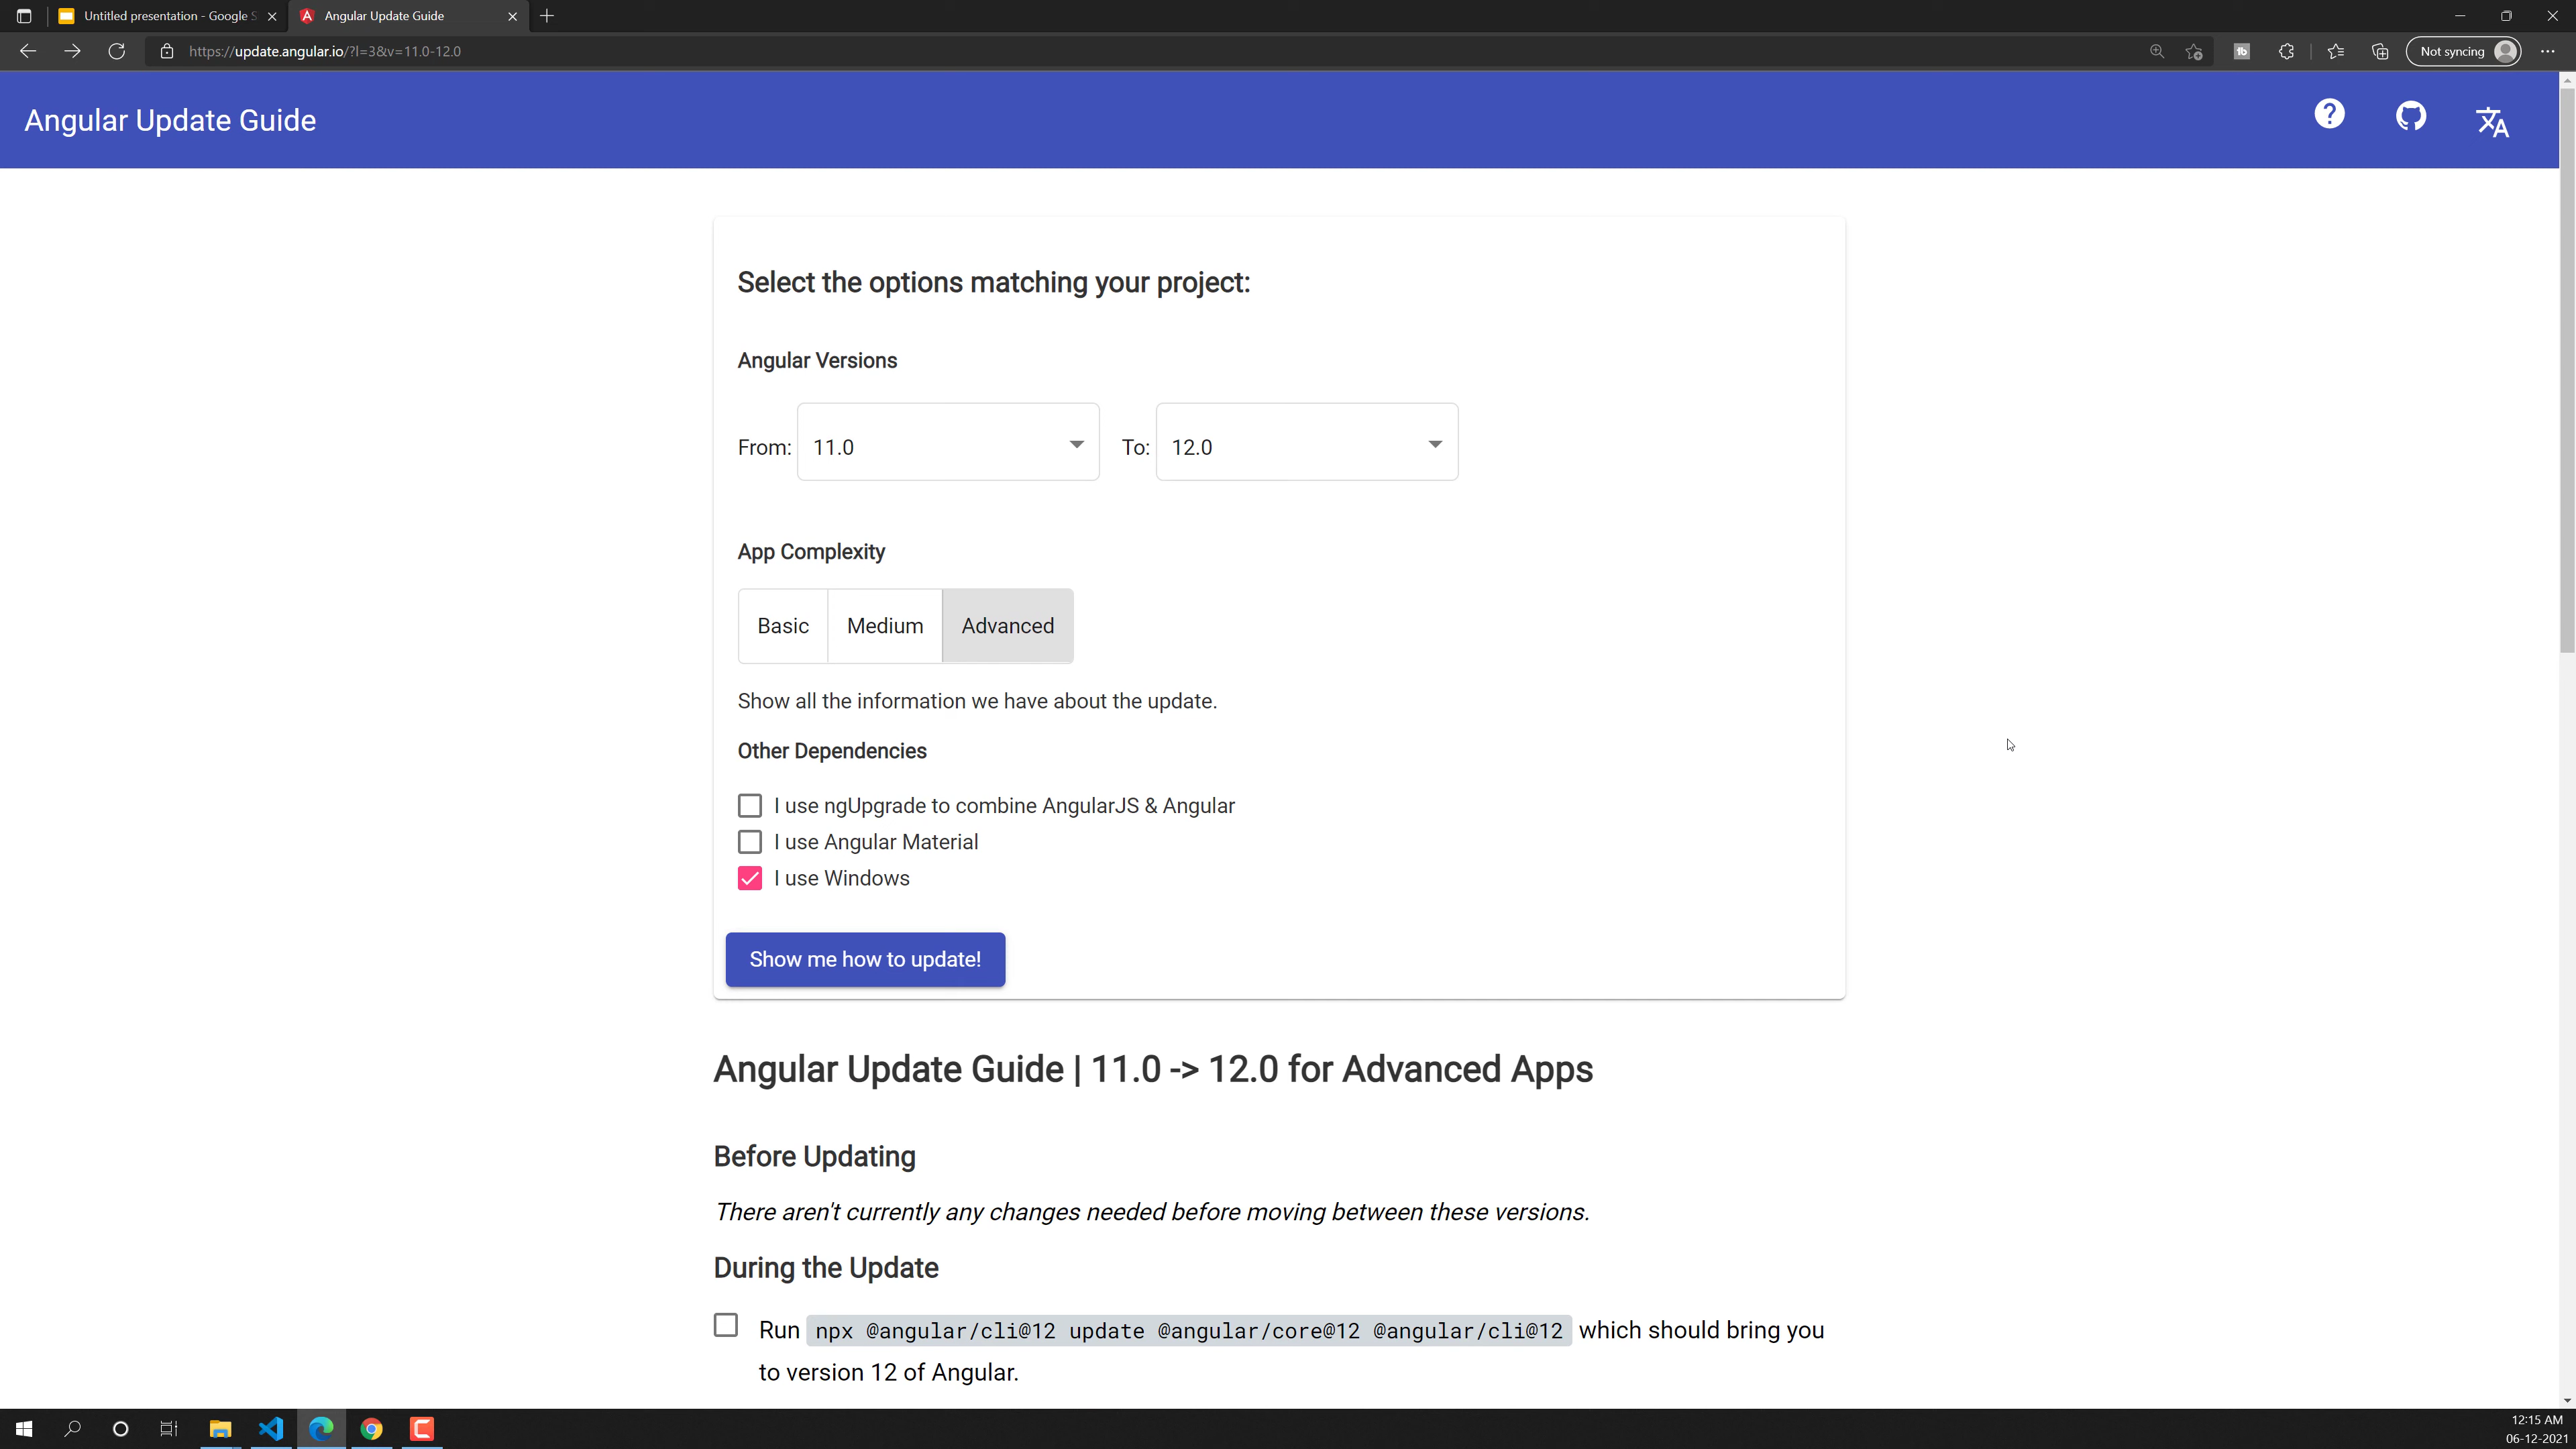 Untitled presentation - Google S
Angular Update Guide
https://update.angular.io/?l=3&v=11.0-12.0
Not syncing
Angular Update Guide
Select the options matching your project:
Angular Versions
From: 11.0 To: 12.0
App Complexity
Basic Medium Advanced
Show all the information we have about the update.
Other Dependencies
I use ngUpgrade to combine AngularJS & Angular
I use Angular Material
I use Windows
Show me how to update!
Angular Update Guide | 11.0 -> 12.0 for Advanced Apps
Before Updating
There aren't currently any changes needed before moving between these versions.
During the Update
Run npx @angular/cli@12 update @angular/core@12 @angular/cli@12 which should bring you
to version 12 of Angular.
12:15 AM
06-12-2021